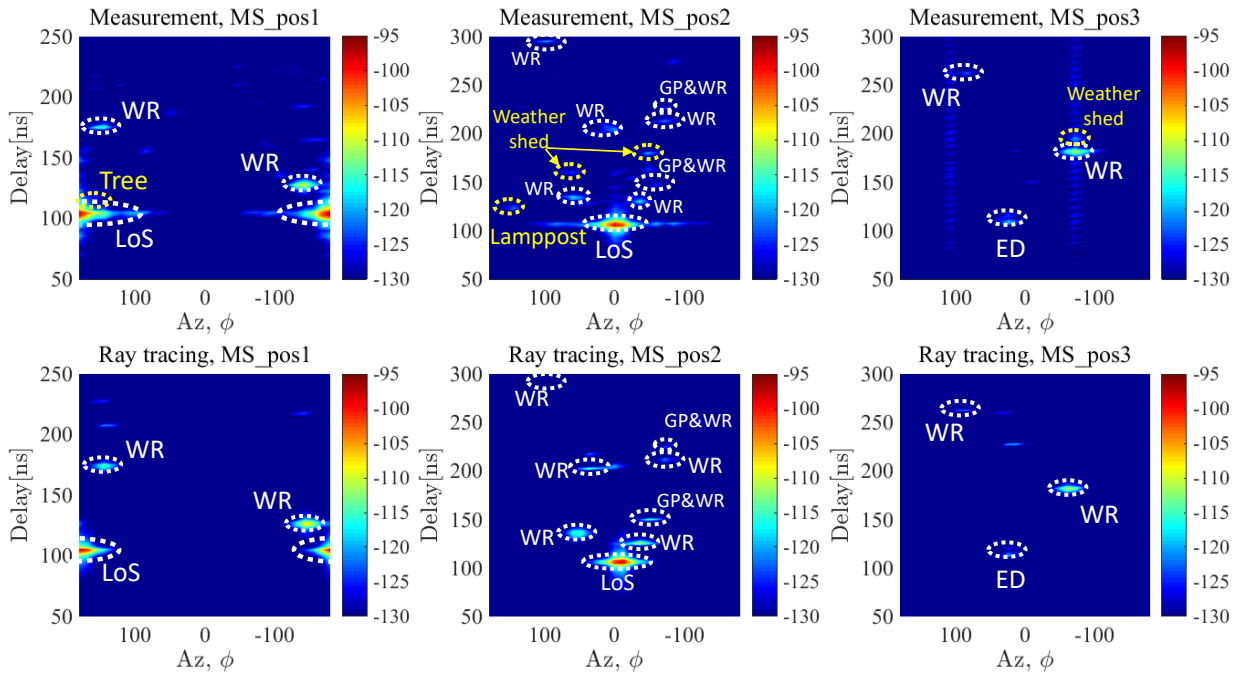 Measurement, MS_pos1
250
200
150
100
50
Delay[ns]
100 0 -100
Az, ϕ
-95
-100
-105
-110
-115
-120
-125
-130
WR
WR
Tree
LoS
Measurement, MS_pos2
300
250
200
150
100
50
Delay[ns]
100 0 -100
Az, ϕ
-95
-100
-105
-110
-115
-120
-125
-130
WR
GP&WR
WR
WR
Weather
shed
GP&WR
WR
WR
Lamppost
LoS
Measurement, MS_pos3
300
250
200
150
100
50
Delay[ns]
100 0 -100
Az, ϕ
-95
-100
-105
-110
-115
-120
-125
-130
WR
Weather
shed
WR
ED
Ray tracing, MS_pos1
250
200
150
100
50
Delay[ns]
100 0 -100
Az, ϕ
-95
-100
-105
-110
-115
-120
-125
-130
WR
WR
LoS
Ray tracing, MS_pos2
300
250
200
150
100
50
Delay[ns]
100 0 -100
Az, ϕ
-95
-100
-105
-110
-115
-120
-125
-130
WR
GP&WR
WR
WR
GP&WR
WR
WR
LoS
Ray tracing, MS_pos3
300
250
200
150
100
50
Delay[ns]
100 0 -100
Az, ϕ
-95
-100
-105
-110
-115
-120
-125
-130
WR
WR
ED